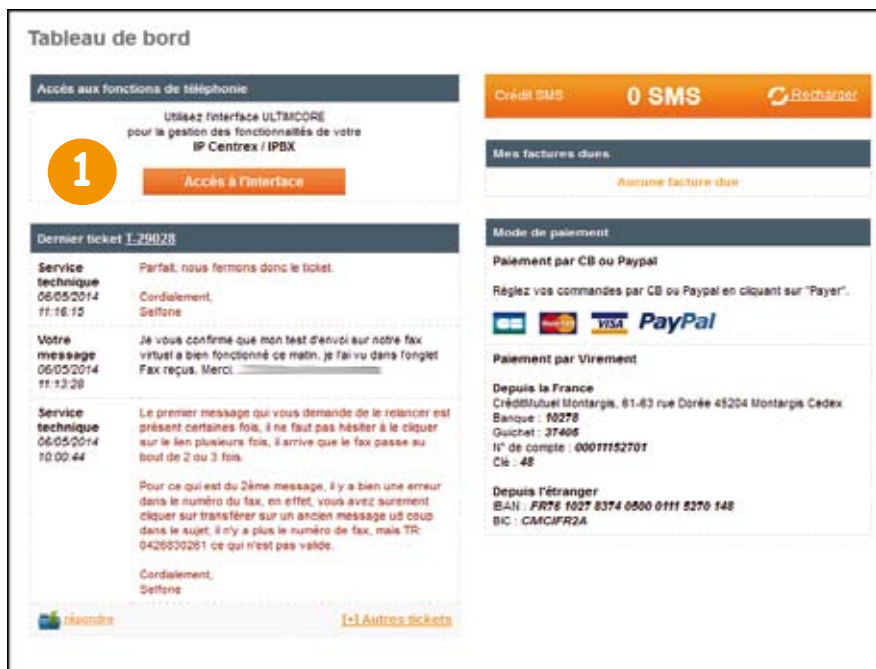 Tableau de bord
Accès aux fonctions de téléphonie
Utilisez l'interface ULTIMCORE
pour la gestion des fonctionnalités de votre
IP Centrex / IPBX
1
Accès à l'interface
Dernier ticket T-29028
Service
technique
06/05/2014
11:16:15
Parfait, nous fermons donc le ticket.
Cordialement,
Selfone
Votre
message
06/05/2014
11:13:28
Je vous confirme que mon test d'envoi sur notre fax
virtuel a bien fonctionné ce matin. je l'ai vu dans l'onglet
Fax reçus. Merci.
Service
technique
06/05/2014
10:00:44
Le premier message qui vous demande de le relancer est
présent certaines fois, il ne faut pas hésiter à le cliquer
sur le lien plusieurs fois, il arrive que le fax passe au
bout de 2 ou 3 fois.
Pour ce qui est du 2ème message, il y a bien une erreur
dans le numéro du fax, en effet, vous avez surement
cliquer sur transférer sur un ancien message ud coup
dans le sujet, il n'y a plus le numéro de fax, mais TR:
0426830261 ce qui n'est pas valide.
Cordialement,
Selfone
répondre
[+] Autres tickets
Crédit SMS 0 SMS Recharger
Mes factures dues
Aucune facture due
Mode de paiement
Paiement par CB ou Paypal
Réglez vos commandes par CB ou Paypal en cliquant sur "Payer".
CB MasterCard VISA PayPal
Paiement par Virement
Depuis la France
CréditMutuel Montargis, 61-63 rue Dorée 45204 Montargis Cedex
Banque : 10278
Guichet : 37405
N° de compte : 00011152701
Clé : 48
Depuis l'étranger
IBAN : FR76 1027 8374 0500 0111 5270 148
BIC : CMCIFR2A